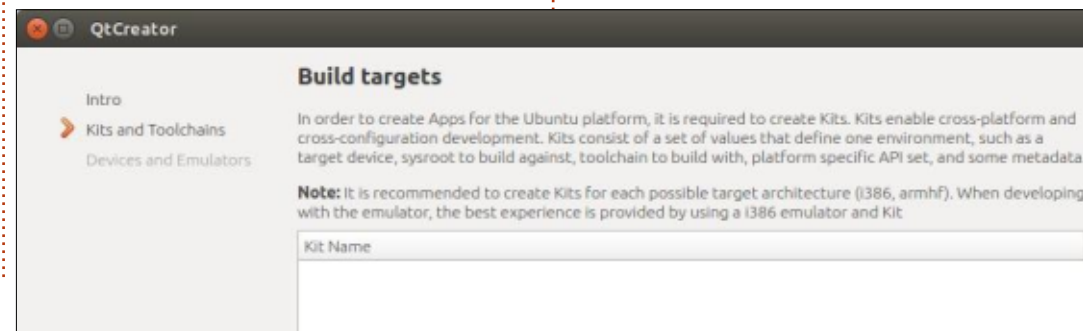 QtCreator
Intro
Kits and Toolchains
Devices and Emulators
Build targets
In order to create Apps for the Ubuntu platform, it is required to create Kits. Kits enable cross-platform and
cross-configuration development. Kits consist of a set of values that define one environment, such as a
target device, sysroot to build against, toolchain to build with, platform specific API set, and some metadata
Note: It is recommended to create Kits for each possible target architecture (i386, armhf). When developing
with the emulator, the best experience is provided by using a i386 emulator and Kit
Kit Name